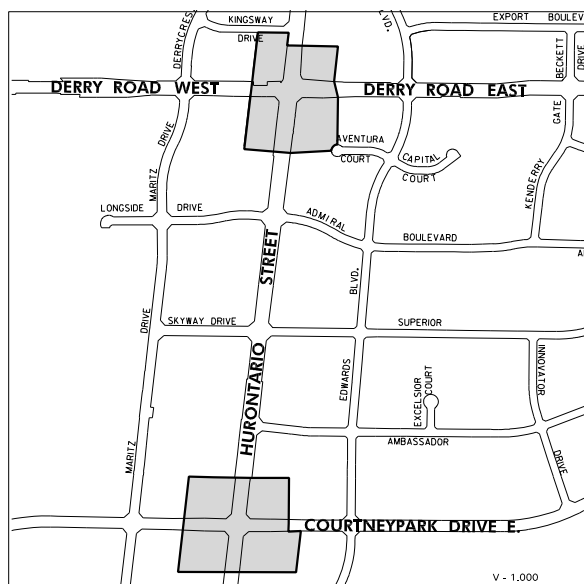 KINGSWAY
DRIVE
DERRYCRES
LVD.
EXPORT BOULEV
BECKETT
DRIVE
DERRY ROAD WEST
DERRY ROAD EAST
GATE
DRIVE
AVENTURA
COURT
CAPITAL
COURT
KENDERRY
MARITZ
LONGSIDE DRIVE
ADMIRAL
BOULEVARD
A
STREET
BLVD.
DRIVE
SKYWAY DRIVE
SUPERIOR
HURONTARIO
EDWARDS
EXCELSIOR
COURT
INNOVATOR
AMBASSADOR
MARITZ
DRIVE
COURTNEYPARK DRIVE E.
V - 1,000